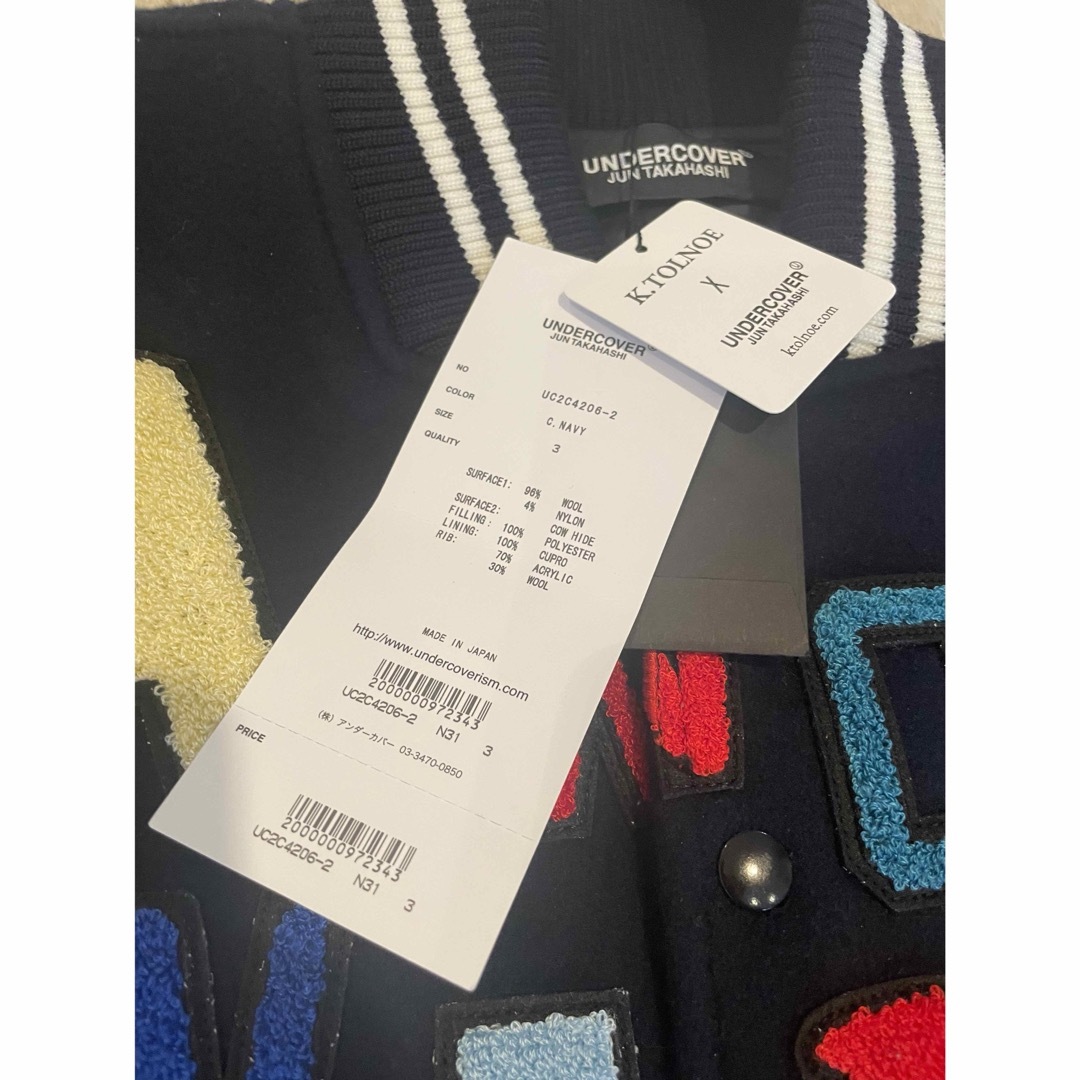 UNDERCOVER
JUN TAKAHASHI
K.TOLNOE
X
UNDERCOVER
JUN TAKAHASHI
ktolnoe.com
UNDERCOVER
JUN TAKAHASHI
NO UC2C4206-2
COLOR C. NAVY
SIZE 3
QUALITY
SURFACE1: 96% WOOL
4% NYLON
SURFACE2: COW HIDE
FILLING: 100% POLYESTER
LINING: 100% CUPRO
RIB: 70% ACRYLIC
30% WOOL
MADE IN JAPAN
http://www.undercoverism.com
2000000972343
UC2C4206-2 N31 3
(株) アンダーカバー 03-3470-0850
PRICE
2000000972343
UC2C4206-2 N31 3